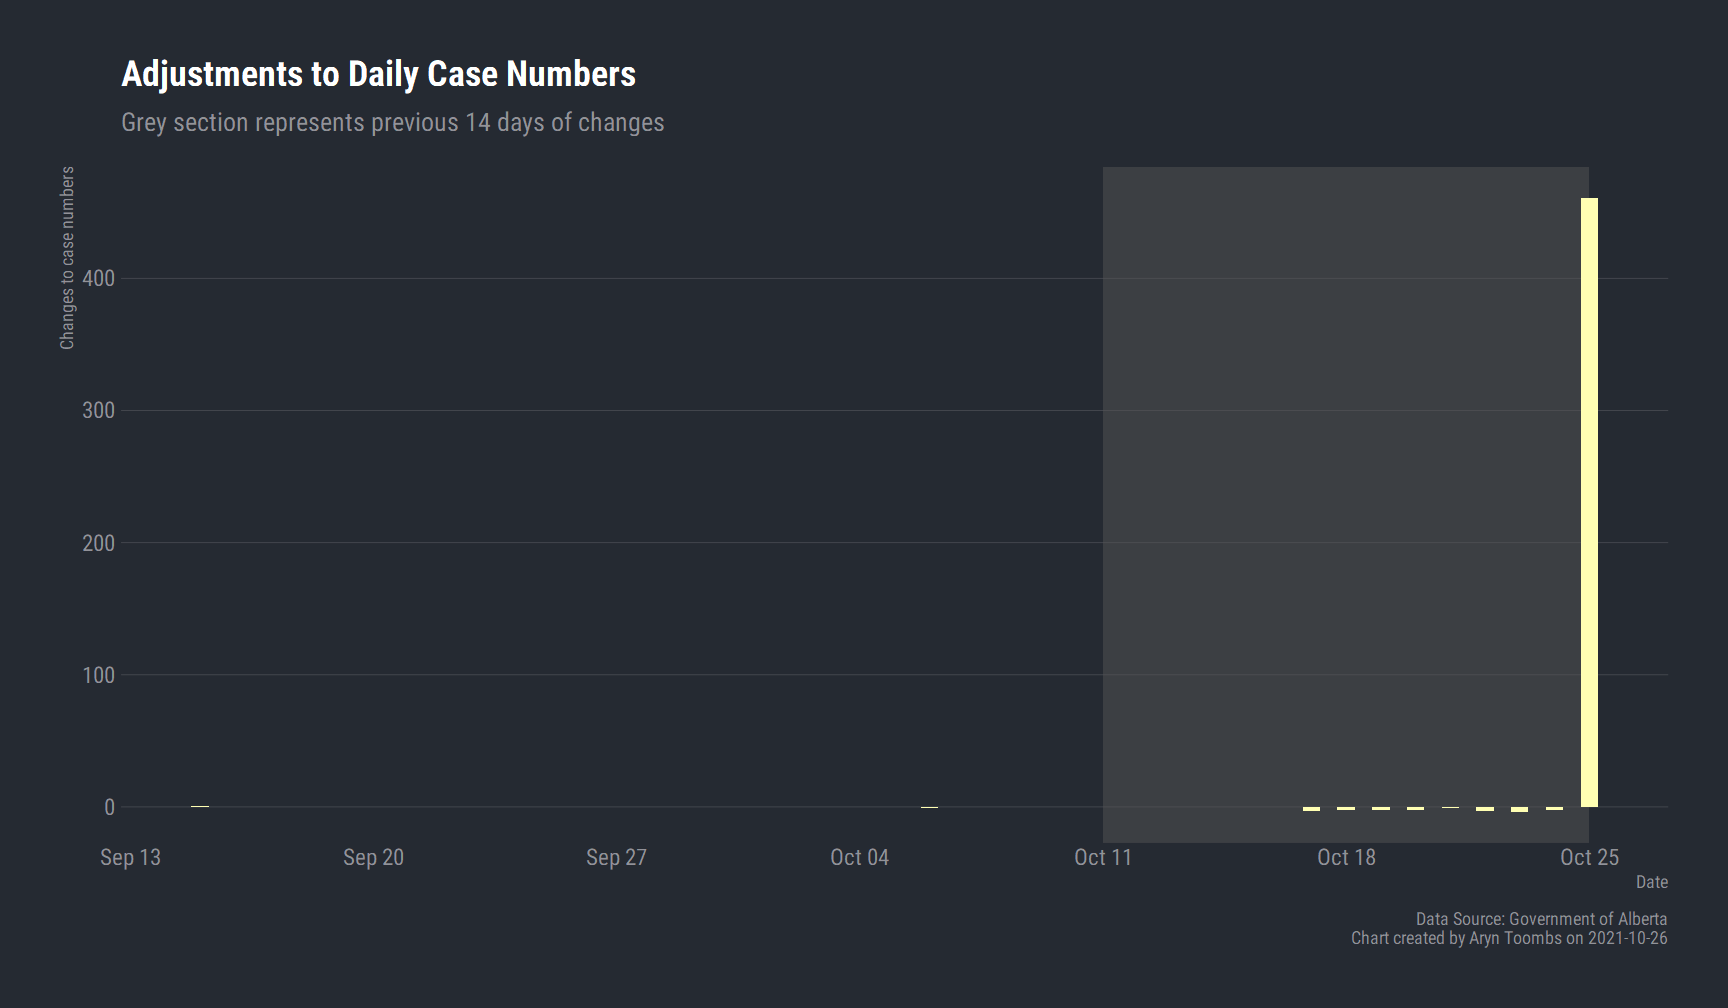 Adjustments to Daily Case Numbers
Grey section represents previous 14 days of changes
Changes to case numbers
400
300
200
100
0
Sep 13
Sep 20
Sep 27
Oct 04
Oct 11
Oct 18
Oct 25
Date
Data Source: Government of Alberta
Chart created by Aryn Toombs on 2021-10-26